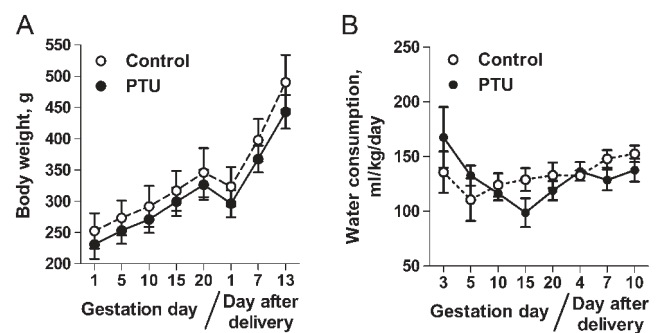 A
Control
PTU
Body weight, g
550
500
450
400
350
300
250
200
1 5 10 15 20 1 7 13
Gestation day / Day after
delivery
B
Control
PTU
Water consumption,
ml/kg/day
250
200
150
100
50
3 5 10 15 20 4 7 10
Gestation day / Day after
delivery